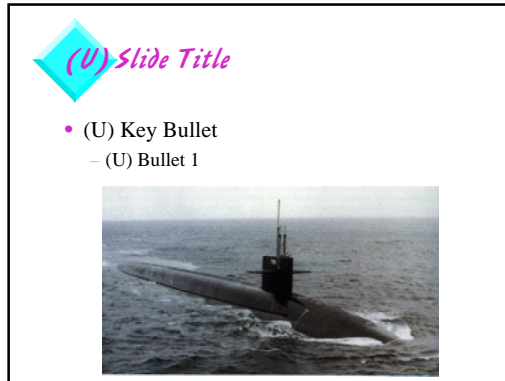 (U) Slide Title
• (U) Key Bullet
– (U) Bullet 1